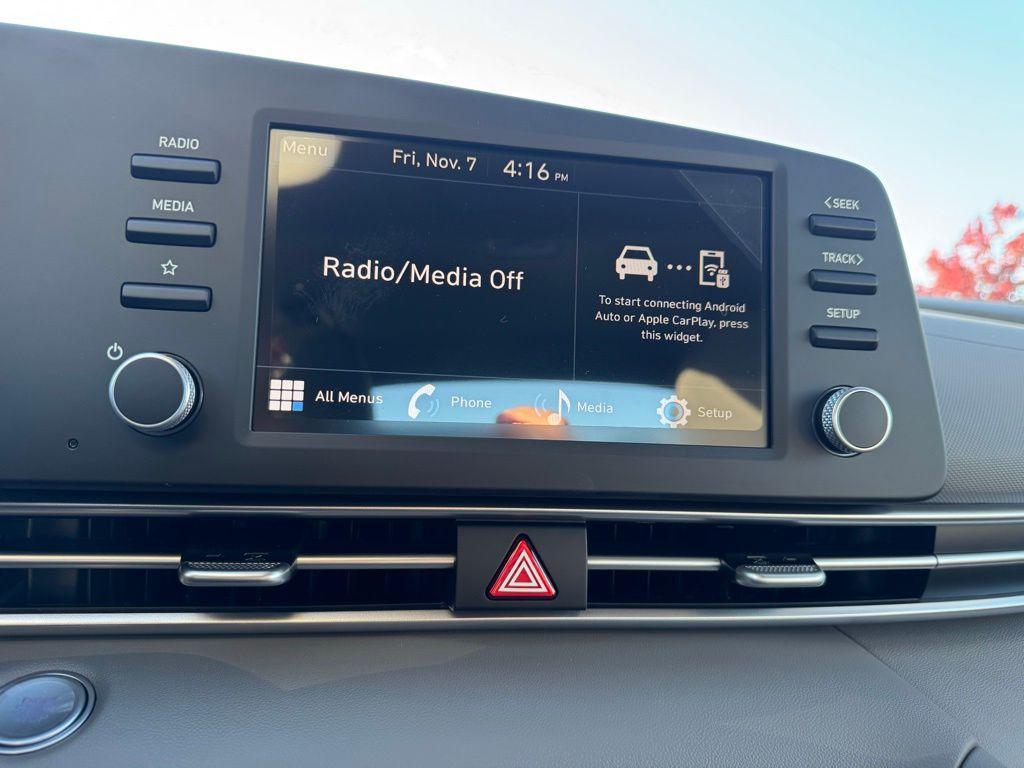 RADIO
MEDIA
Menu
Fri, Nov. 7
4:16 PM
Radio/Media Off
To start connecting Android
Auto or Apple CarPlay, press
this widget.
All Menus
Phone
Media
Setup
<SEEK
TRACK>
SETUP